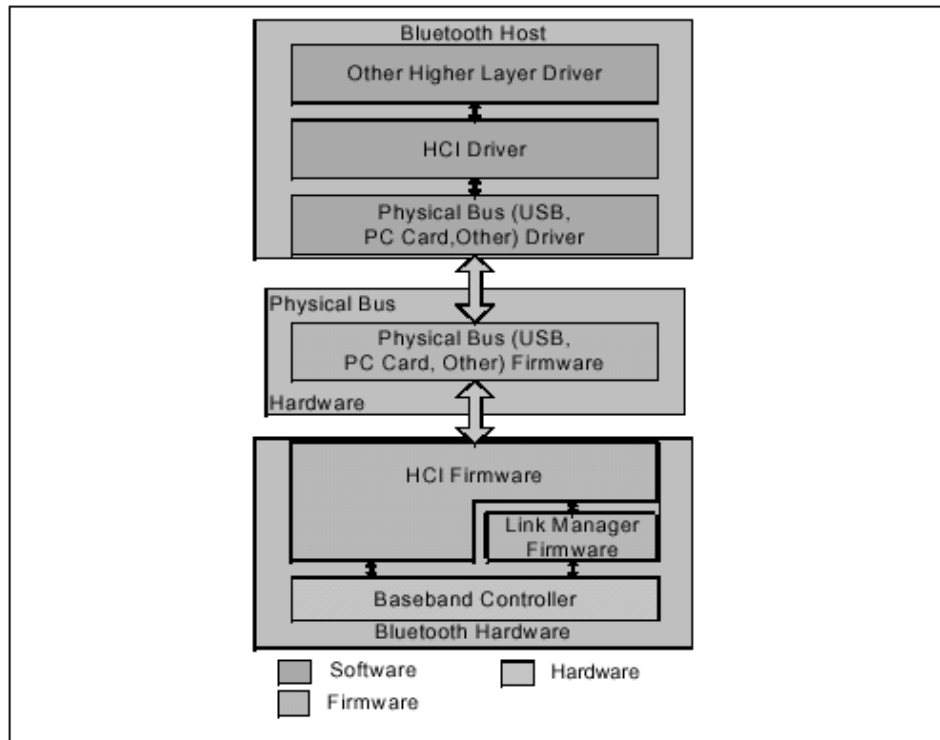 Bluetooth Host
Other Higher Layer Driver
HCI Driver
Physical Bus (USB,
PC Card,Other) Driver
Physical Bus
Physical Bus (USB,
PC Card, Other) Firmware
Hardware
HCI Firmware
Link Manager
Firmware
Baseband Controller
Bluetooth Hardware
Software
Hardware
Firmware